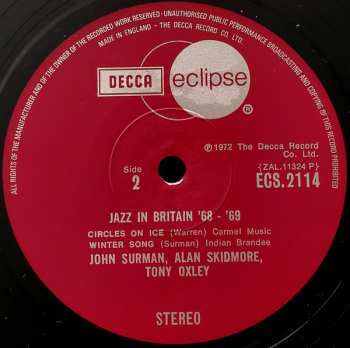 ALL RIGHTS OF THE MANUFACTURER AND OF THE OWNER OF THE RECORDED WORK RESERVED · UNAUTHORISED PUBLIC PERFORMANCE BROADCASTING AND COPYING OF THIS RECORD PROHIBITED
MADE IN ENGLAND · THE DECCA RECORD CO. LTD.
DECCA eclipse ®
℗1972 The Decca Record Co. Ltd.
Side 2
(ZAL.11324 P)
ECS.2114
JAZZ IN BRITAIN '68 - '69
CIRCLES ON ICE (Warren) Carmel Music
WINTER SONG (Surman) Indian Brandee
JOHN SURMAN, ALAN SKIDMORE,
TONY OXLEY
STEREO